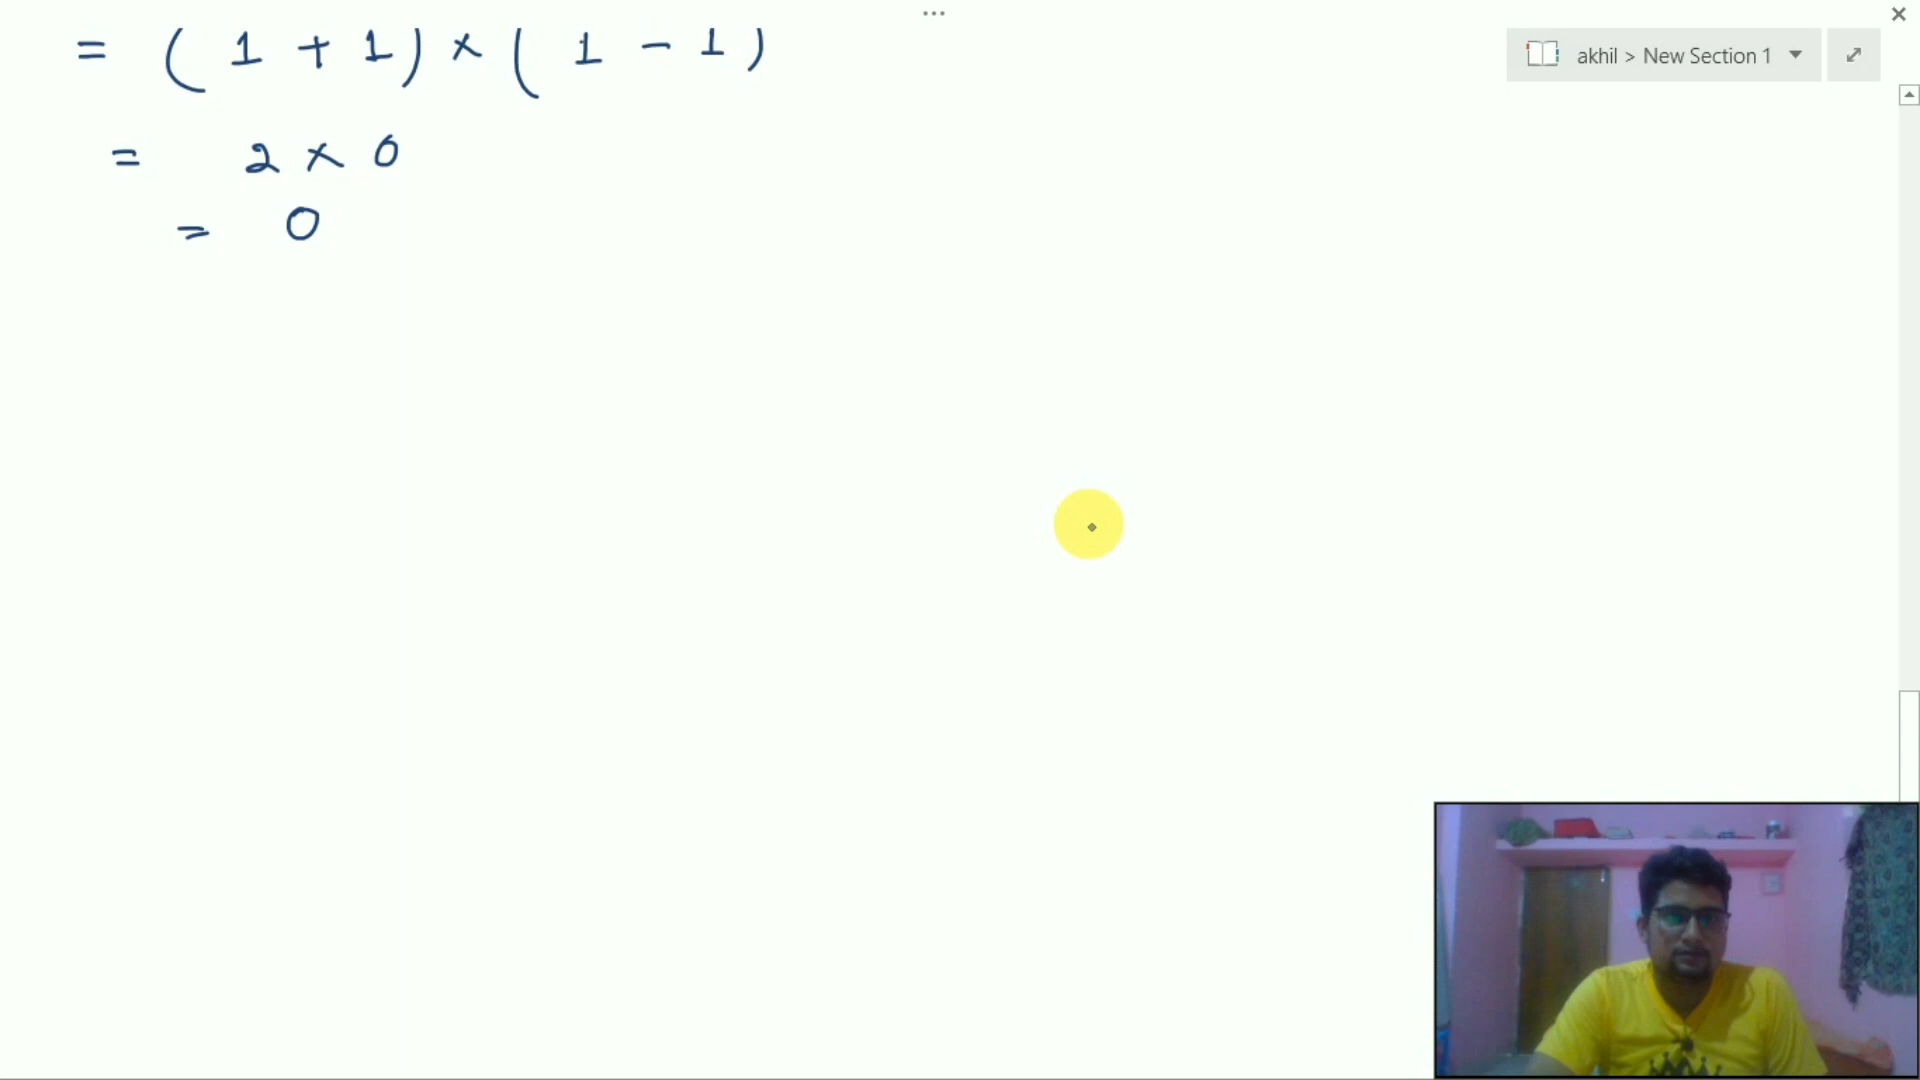 = ( 1 + 1 ) × ( 1 - 1 )
akhil > New Section 1
= 2 × 0
= 0